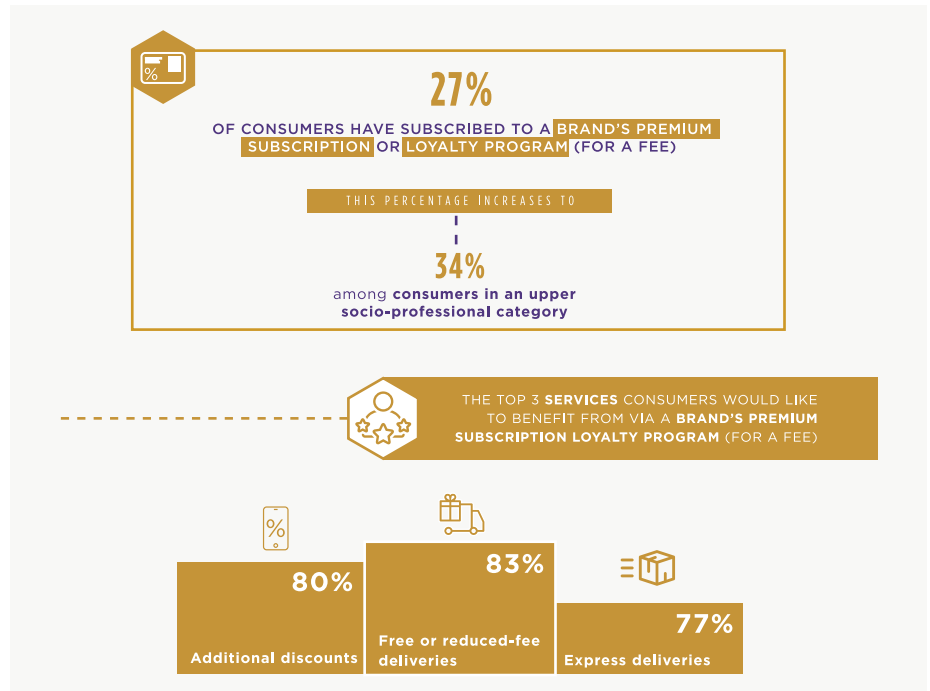 %
27%
OF CONSUMERS HAVE SUBSCRIBED TO A BRAND'S PREMIUM
SUBSCRIPTION OR LOYALTY PROGRAM (FOR A FEE)
THIS PERCENTAGE INCREASES TO
34%
among consumers in an upper
socio-professional category
THE TOP 3 SERVICES CONSUMERS WOULD LIKE
TO BENEFIT FROM VIA A BRAND'S PREMIUM
SUBSCRIPTION LOYALTY PROGRAM (FOR A FEE)
%
80%
Additional discounts
83%
Free or reduced-fee
deliveries
77%
Express deliveries